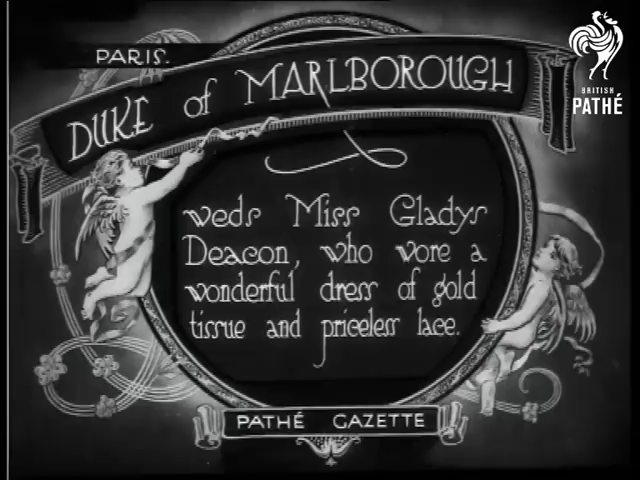 PARIS.
DUKE of MARLBOROUGH
weds Miss Gladys
Deacon, who wore a
wonderful dress of gold
tissue and priceless lace.
PATHÉ GAZETTE
BRITISH
PATHÉ